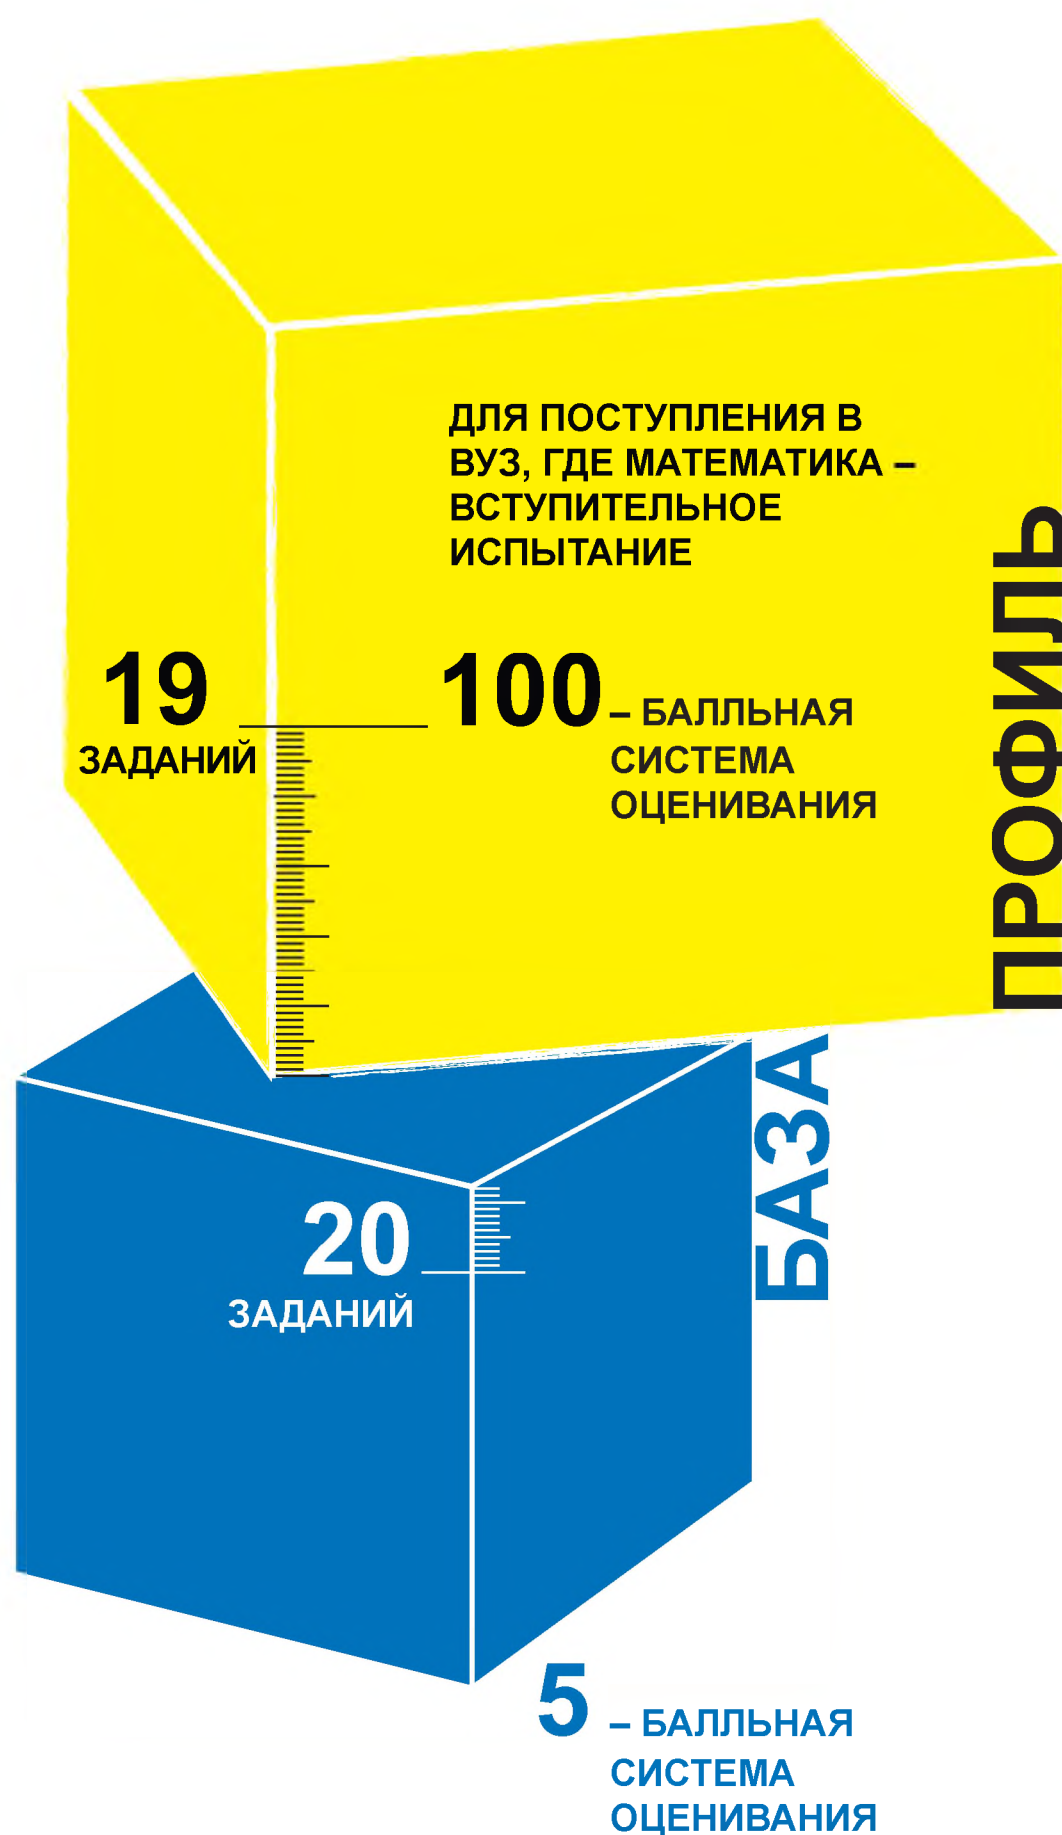 ДЛЯ ПОСТУПЛЕНИЯ В
ВУЗ, ГДЕ МАТЕМАТИКА –
ВСТУПИТЕЛЬНОЕ
ИСПЫТАНИЕ
19
ЗАДАНИЙ
100 – БАЛЛЬНАЯ
СИСТЕМА
ОЦЕНИВАНИЯ
ПРОФИЛЬ
БАЗА
20
ЗАДАНИЙ
5 – БАЛЛЬНАЯ
СИСТЕМА
ОЦЕНИВАНИЯ